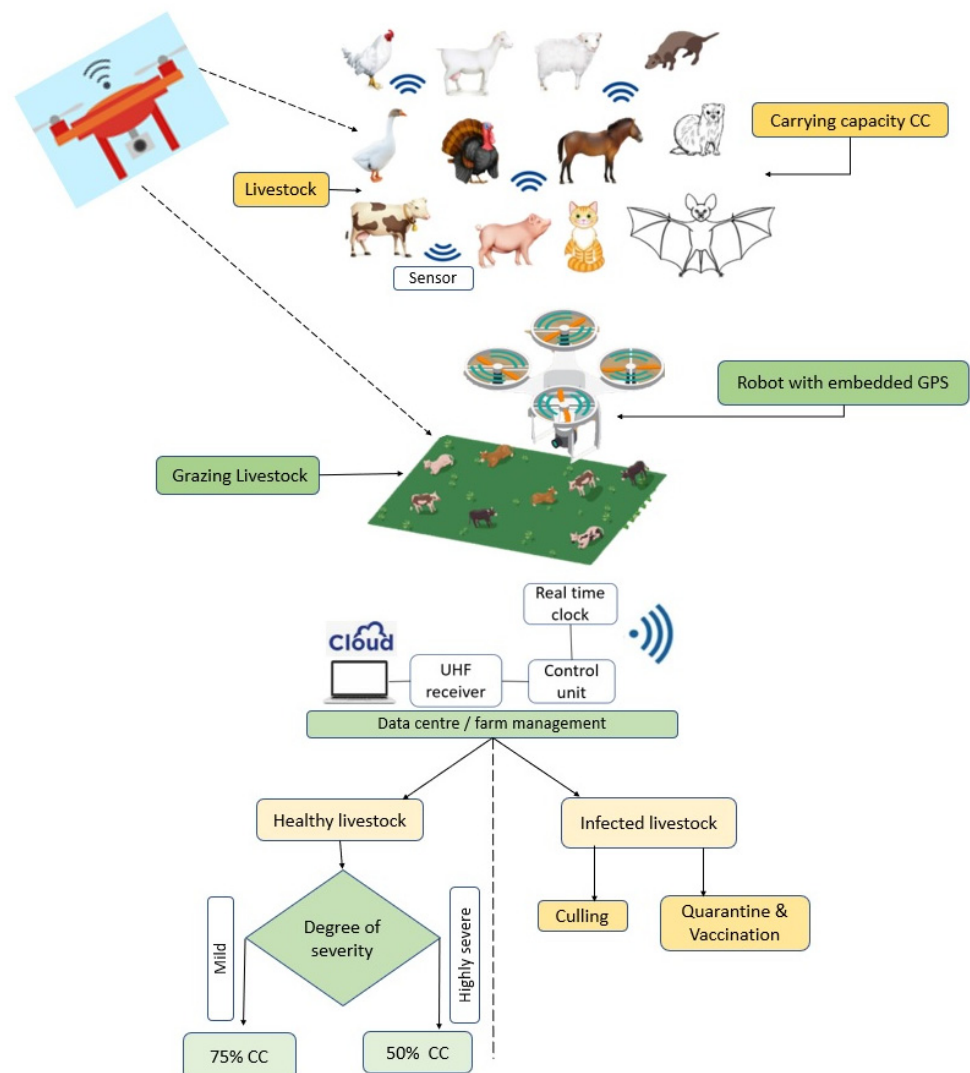 Carrying capacity CC
Livestock
Sensor
Robot with embedded GPS
Grazing Livestock
Real time
clock
Cloud
UHF
receiver
Control
unit
Data centre / farm management
Healthy livestock
Infected livestock
Degree of
severity
Mild
Highly severe
Culling
Quarantine &
Vaccination
75% CC
50% CC